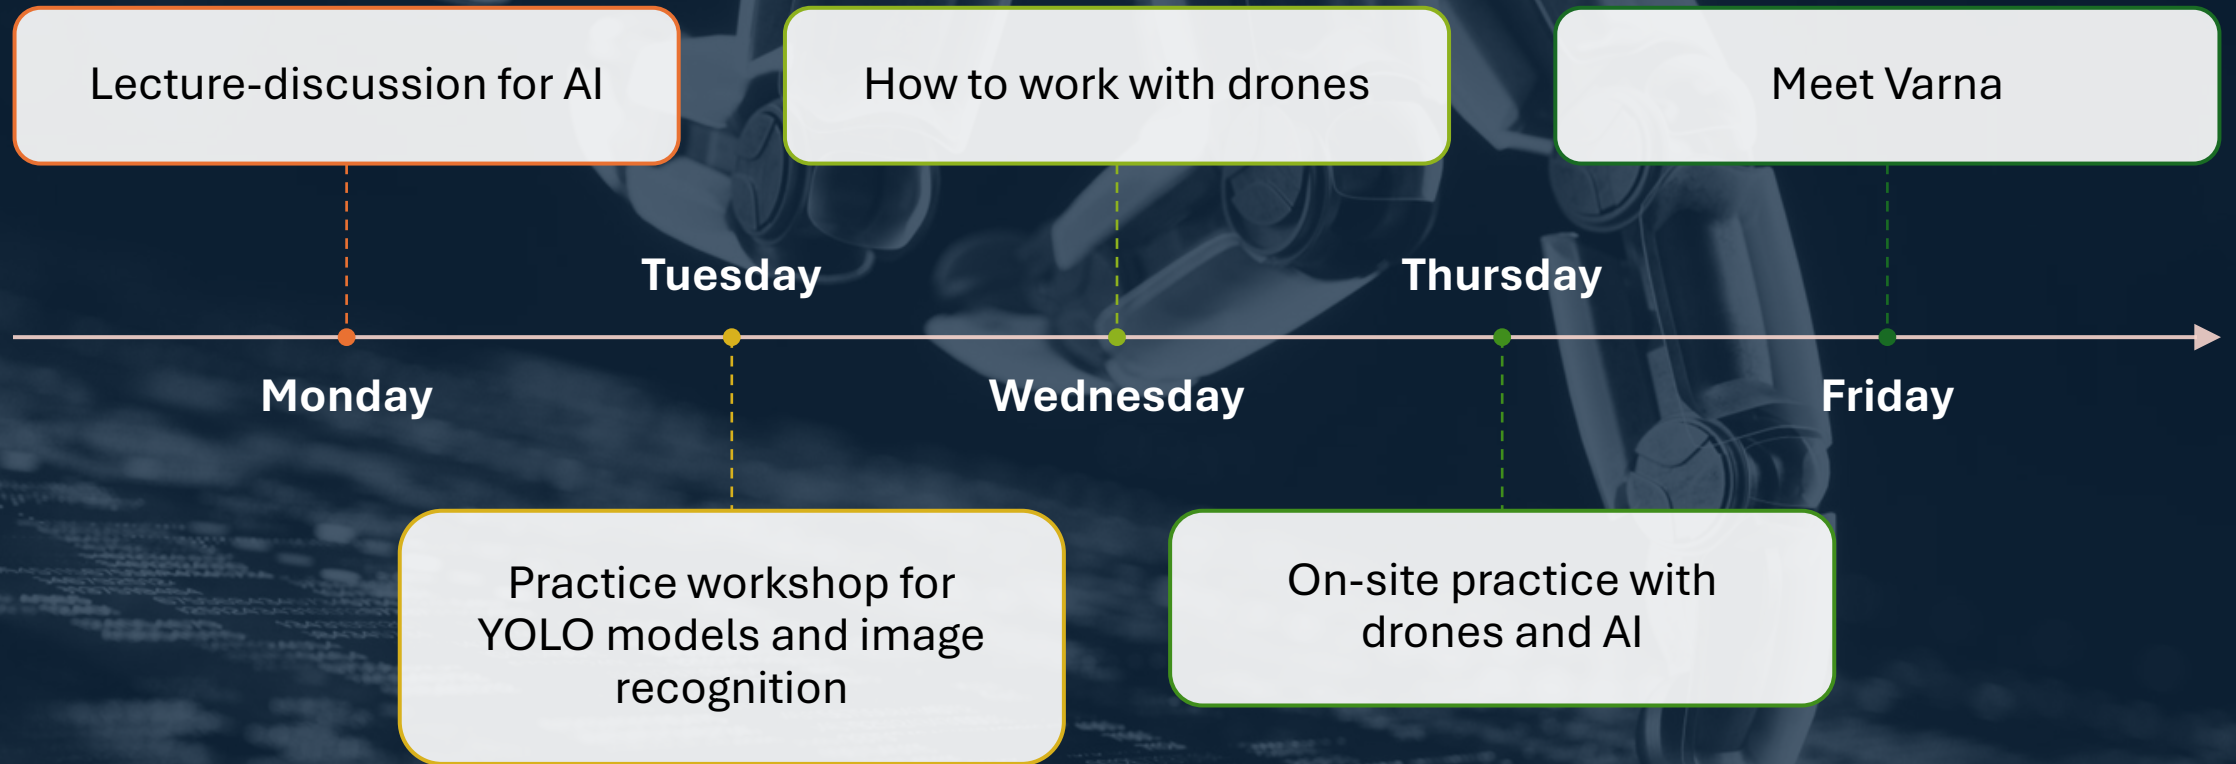 Lecture-discussion for AI
How to work with drones
Meet Varna
Tuesday
Thursday
Monday
Wednesday
Friday
Practice workshop for
YOLO models and image
recognition
On-site practice with
drones and AI